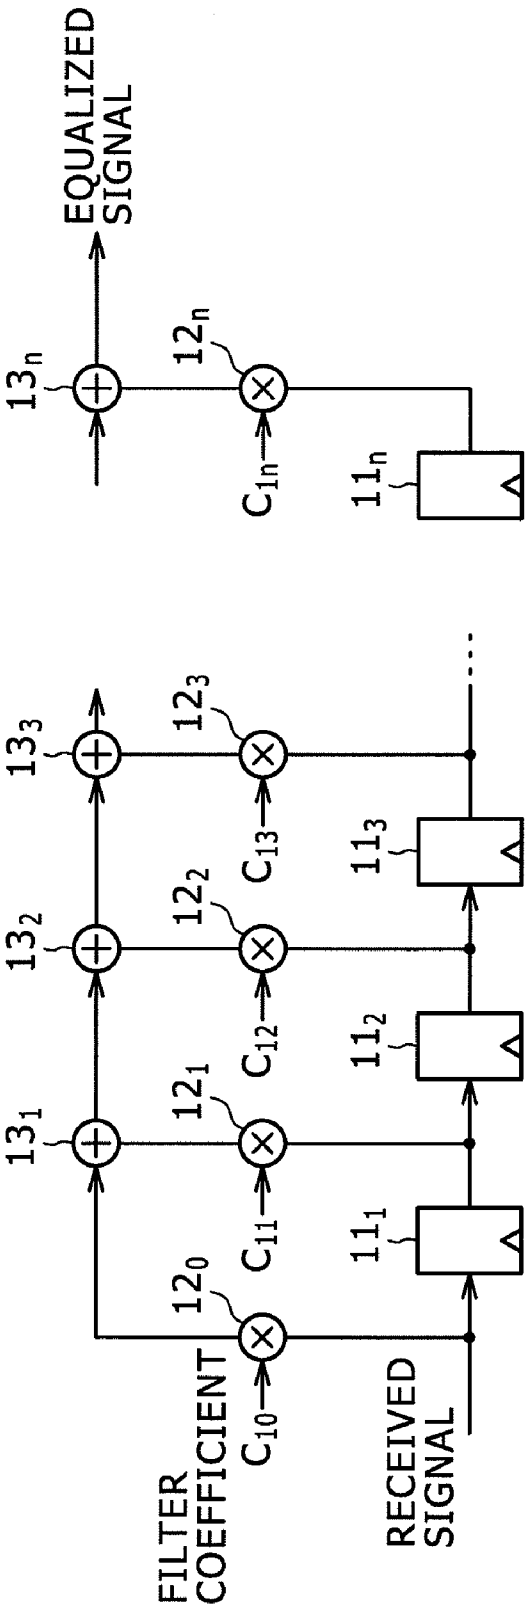 13₁
13₂
13₃
13ₙ
EQUALIZED
SIGNAL
FILTER
COEFFICIENT
12₀
12₁
12₂
12₃
12ₙ
C₁₀
C₁₁
C₁₂
C₁₃
C₁ₙ
11₁
11₂
11₃
....
11ₙ
RECEIVED
SIGNAL